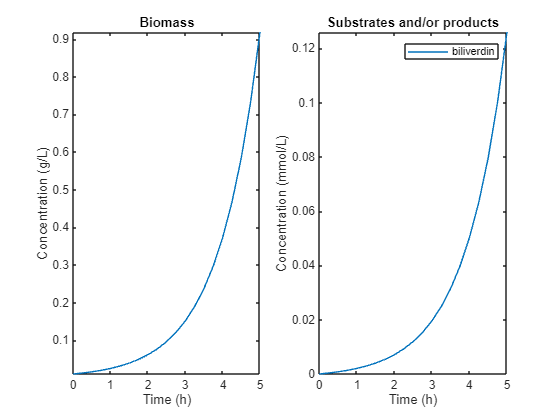 Biomass
Concentration (g/L)
0.9
0.8
0.7
0.6
0.5
0.4
0.3
0.2
0.1
0 1 2 3 4 5
Time (h)
Substrates and/or products
biliverdin
Concentration (mmol/L)
0.12
0.1
0.08
0.06
0.04
0.02
0
0 1 2 3 4 5
Time (h)